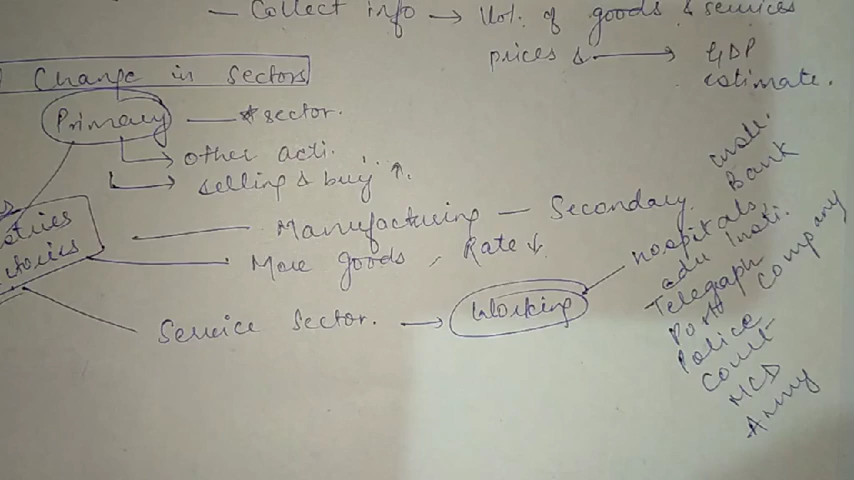 — Collect info → Vol. of goods & services
prices & → GDP
estimate.
Change in Sectors
Primary — * sector.
→ other acti.
→ selling & buy' ↑.
Manufacturing — Secondary
More goods, Rate ↓
Service Sector. → Working
Bank
hospitals,
edu Insti.
Telegraph
Post Company
Police
Court
MCD
Army